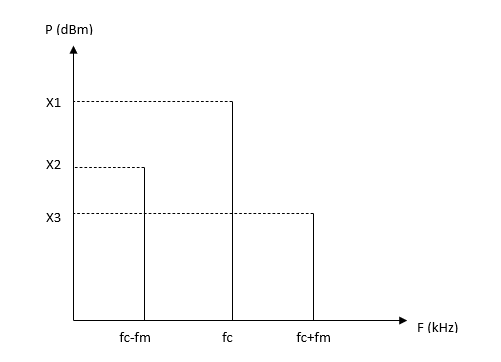 P (dBm)
X1
X2
X3
fc-fm
fc
fc+fm
F (kHz)